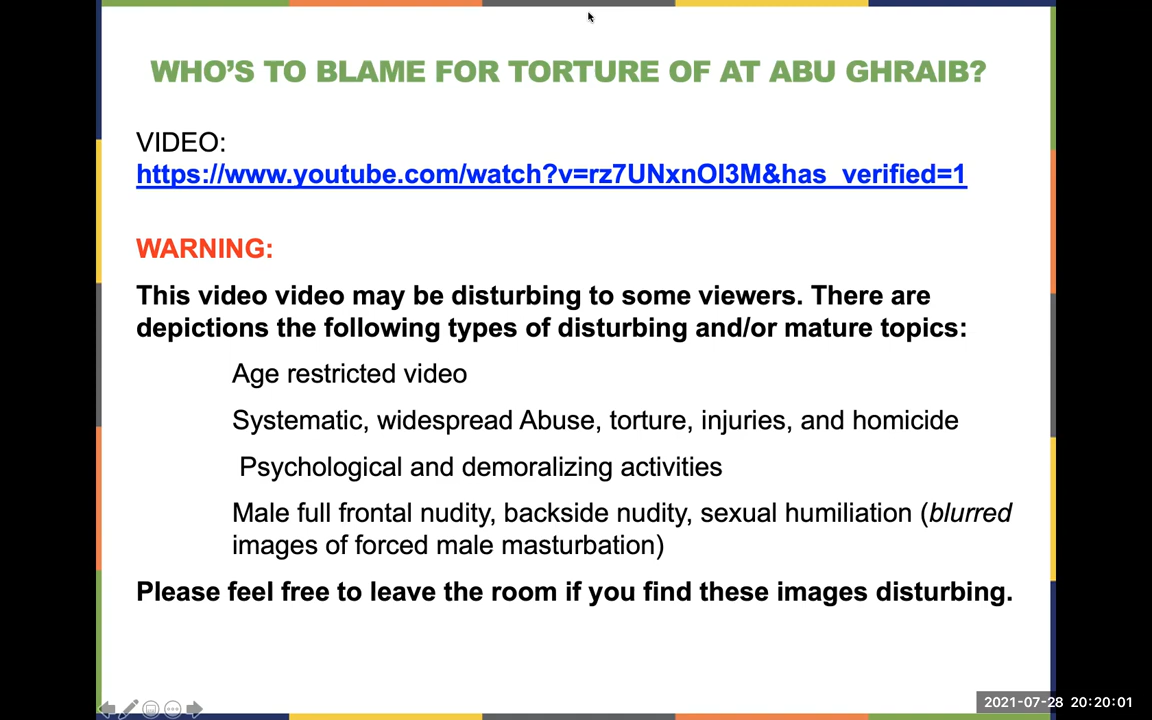 WHO'S TO BLAME FOR TORTURE OF AT ABU GHRAIB?
VIDEO:
https://www.youtube.com/watch?v=rz7UNxnOI3M&has_verified=1
WARNING:
This video video may be disturbing to some viewers. There are
depictions the following types of disturbing and/or mature topics:
Age restricted video
Systematic, widespread Abuse, torture, injuries, and homicide
Psychological and demoralizing activities
Male full frontal nudity, backside nudity, sexual humiliation (blurred
images of forced male masturbation)
Please feel free to leave the room if you find these images disturbing.
2021-07-28 20:20:01